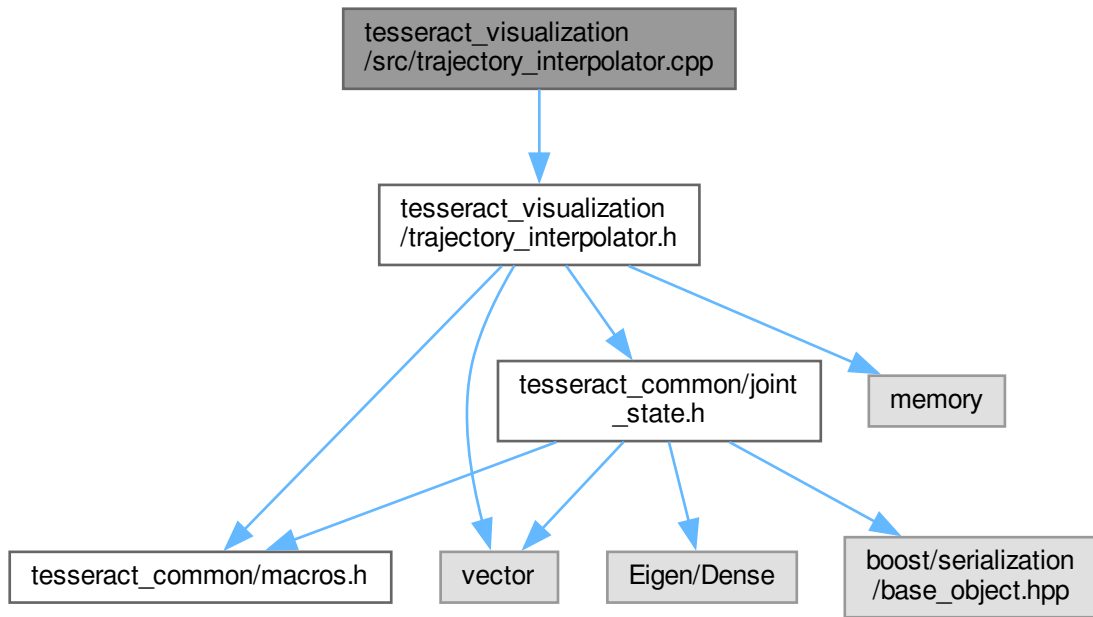 tesseract_visualization
/src/trajectory_interpolator.cpp
tesseract_visualization
/trajectory_interpolator.h
tesseract_common/joint
_state.h
memory
tesseract_common/macros.h
vector
Eigen/Dense
boost/serialization
/base_object.hpp